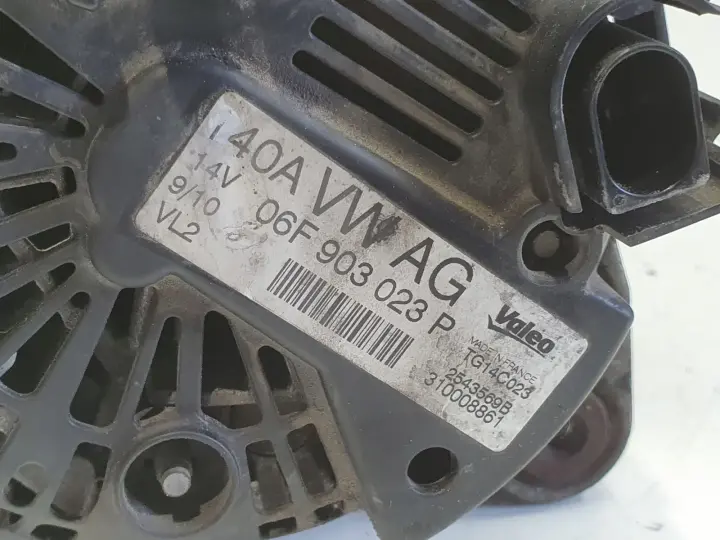 140A VW AG
14V 06F 903 023 P
9/10
VL2
Valeo
MADE IN FRANCE
TG14C023
2543569B
310008861